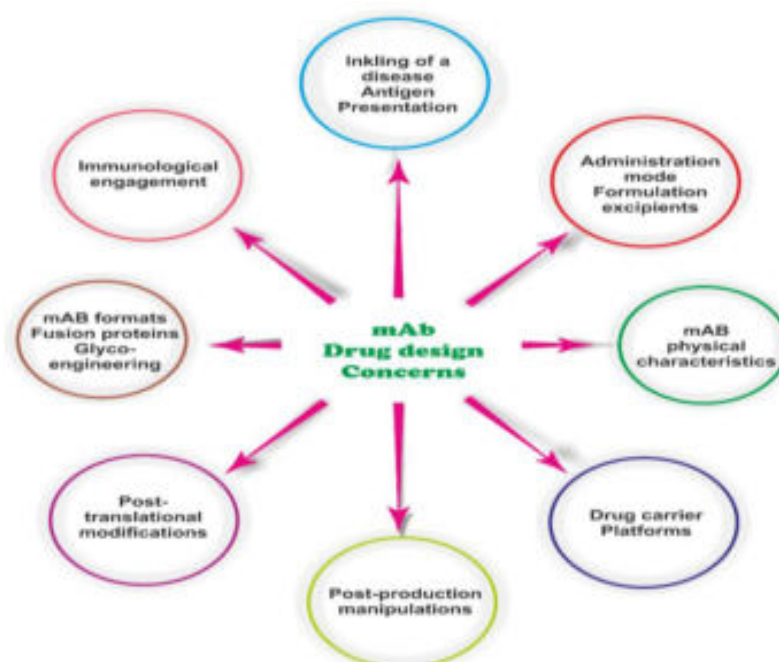 Inkling of a
disease
Antigen
Presentation
Immunological
engagement
Administration
mode
Formulation
excipients
mAB formats
Fusion proteins
Glyco-
engineering
mAb
Drug design
Concerns
mAB
physical
characteristics
Post-
translational
modifications
Drug carrier
Platforms
Post-production
manipulations